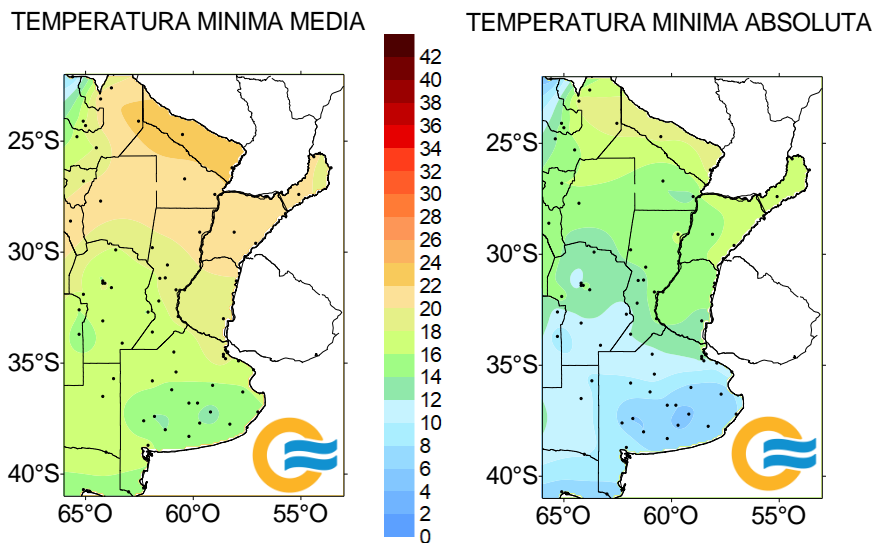 TEMPERATURA MINIMA MEDIA
TEMPERATURA MINIMA ABSOLUTA
42
40
38
36
34
32
30
28
26
24
22
20
18
16
14
12
10
8
6
4
2
0
25°S
30°S
35°S
40°S
65°O
60°O
55°O
25°S
30°S
35°S
40°S
65°O
60°O
55°O